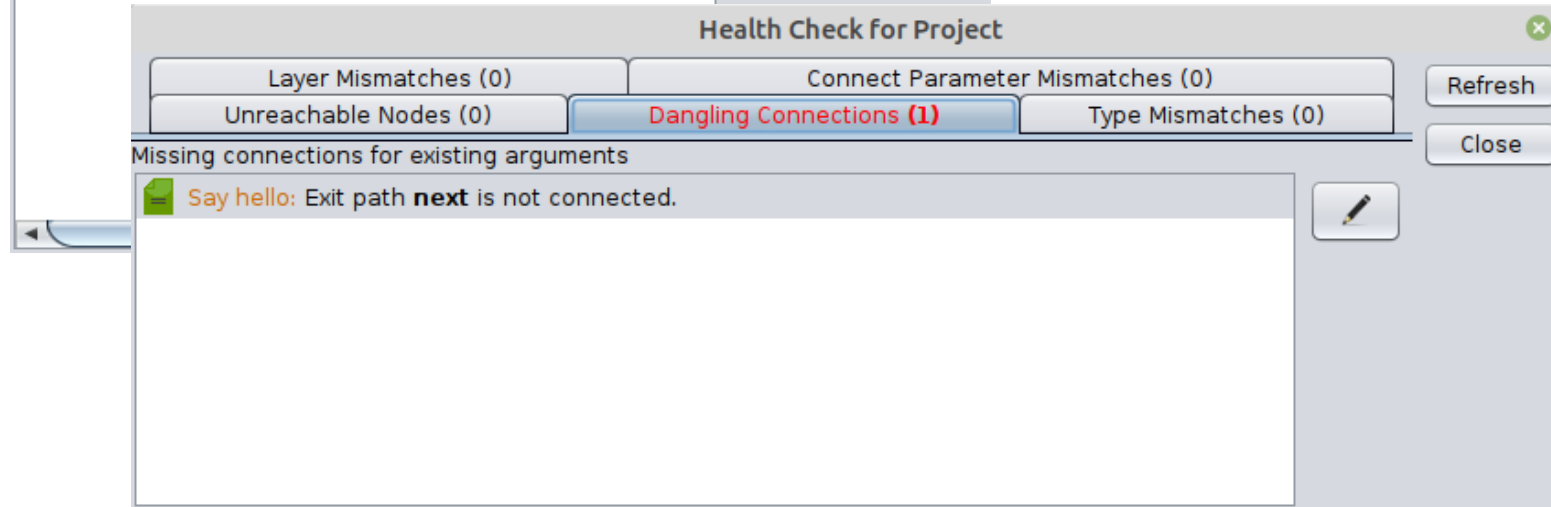 Health Check for Project
Layer Mismatches (0)
Connect Parameter Mismatches (0)
Refresh
Unreachable Nodes (0)
Dangling Connections (1)
Type Mismatches (0)
Close
Missing connections for existing arguments
Say hello: Exit path next is not connected.